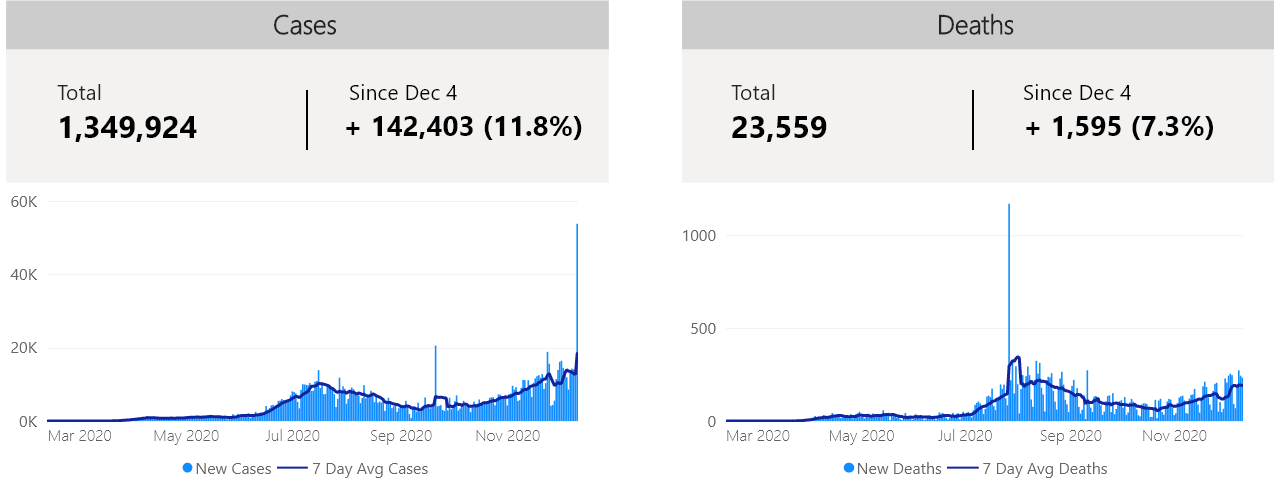 Cases
Total
1,349,924
Since Dec 4
+ 142,403 (11.8%)
60K
40K
20K
0K
Mar 2020 May 2020 Jul 2020 Sep 2020 Nov 2020
New Cases 7 Day Avg Cases
Deaths
Total
23,559
Since Dec 4
+ 1,595 (7.3%)
1000
500
0
Mar 2020 May 2020 Jul 2020 Sep 2020 Nov 2020
New Deaths 7 Day Avg Deaths